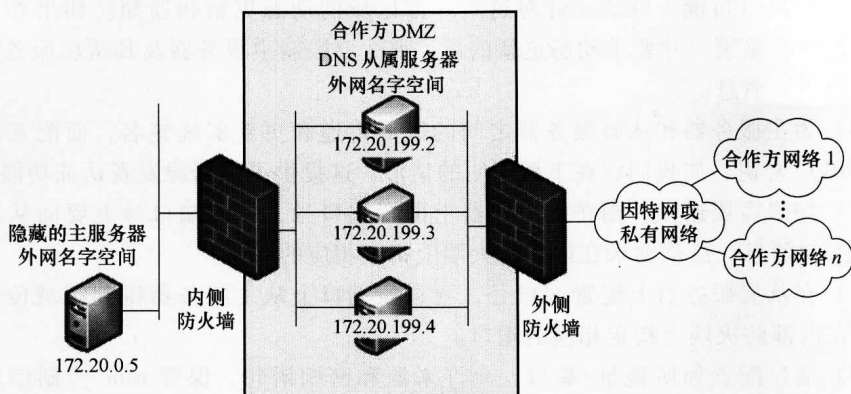 合作方DMZ
DNS从属服务器
外网名字空间
172.20.199.2
172.20.199.3
172.20.199.4
隐藏的主服务器
外网名字空间
172.20.0.5
内侧
防火墙
外侧
防火墙
因特网或
私有网络
合作方网络1
合作方网络n